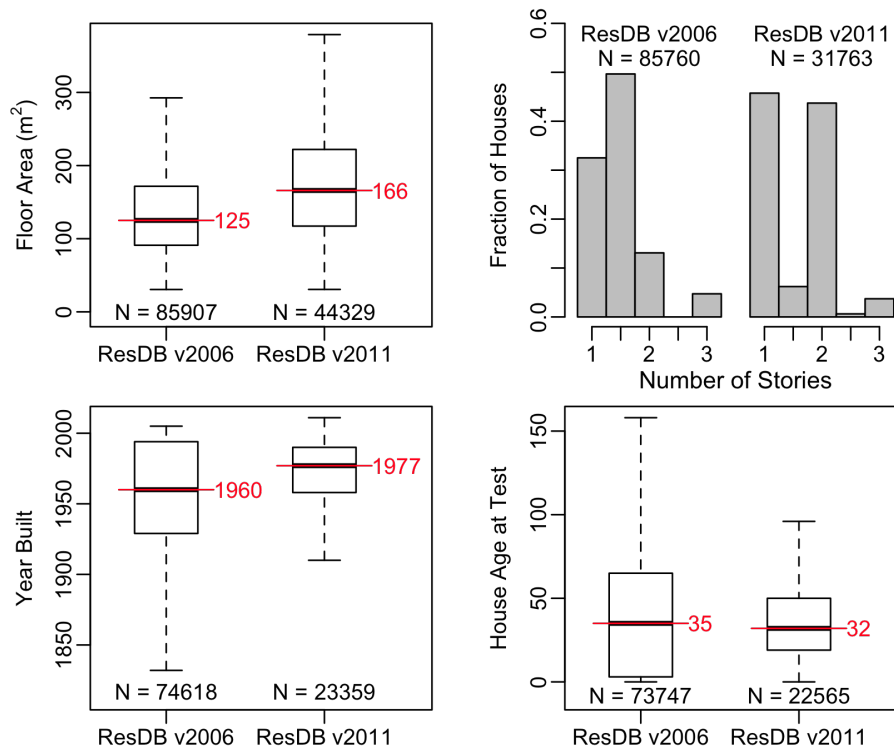 Floor Area (m²)
0
100
200
300
125
166
N = 85907
N = 44329
ResDB v2006
ResDB v2011
Fraction of Houses
0.0
0.2
0.4
0.6
ResDB v2006
N = 85760
ResDB v2011
N = 31763
1 2 3
1 2 3
Number of Stories
Year Built
1850
1900
1950
2000
1960
1977
N = 74618
N = 23359
ResDB v2006
ResDB v2011
House Age at Test
0
50
100
150
35
32
N = 73747
N = 22565
ResDB v2006
ResDB v2011